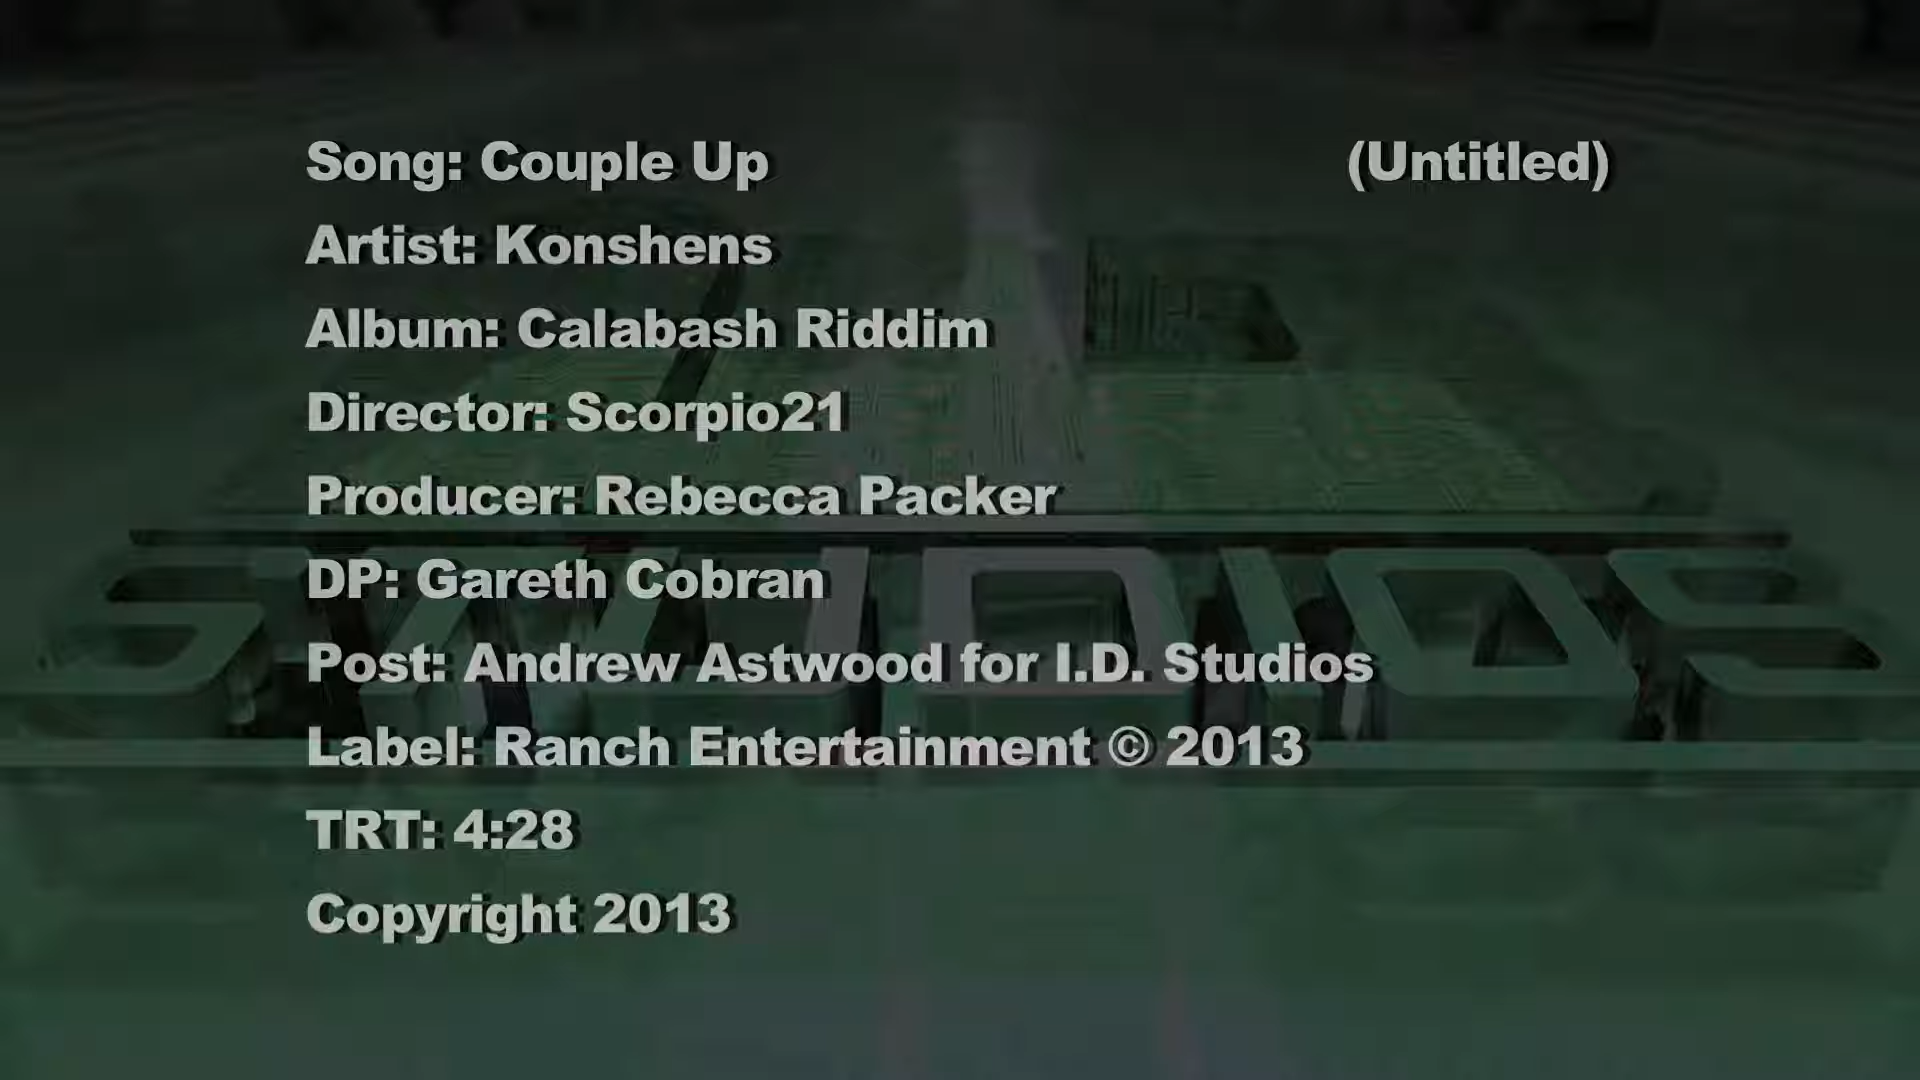 Song: Couple Up (Untitled)
Artist: Konshens
Album: Calabash Riddim
Director: Scorpio21
Producer: Rebecca Packer
DP: Gareth Cobran
Post: Andrew Astwood for I.D. Studios
Label: Ranch Entertainment © 2013
TRT: 4:28
Copyright 2013
STUDIOS